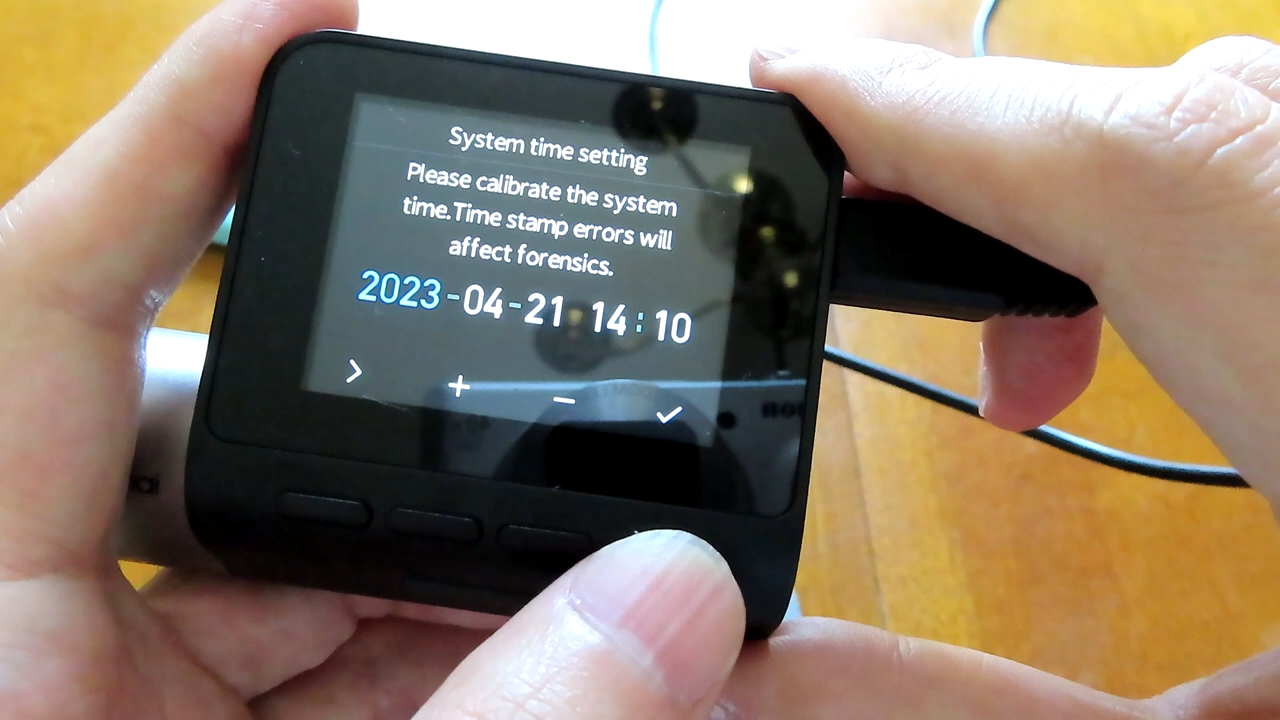 System time setting
Please calibrate the system
time.Time stamp errors will
affect forensics.
2023-04-21 14:10
> + − ✓